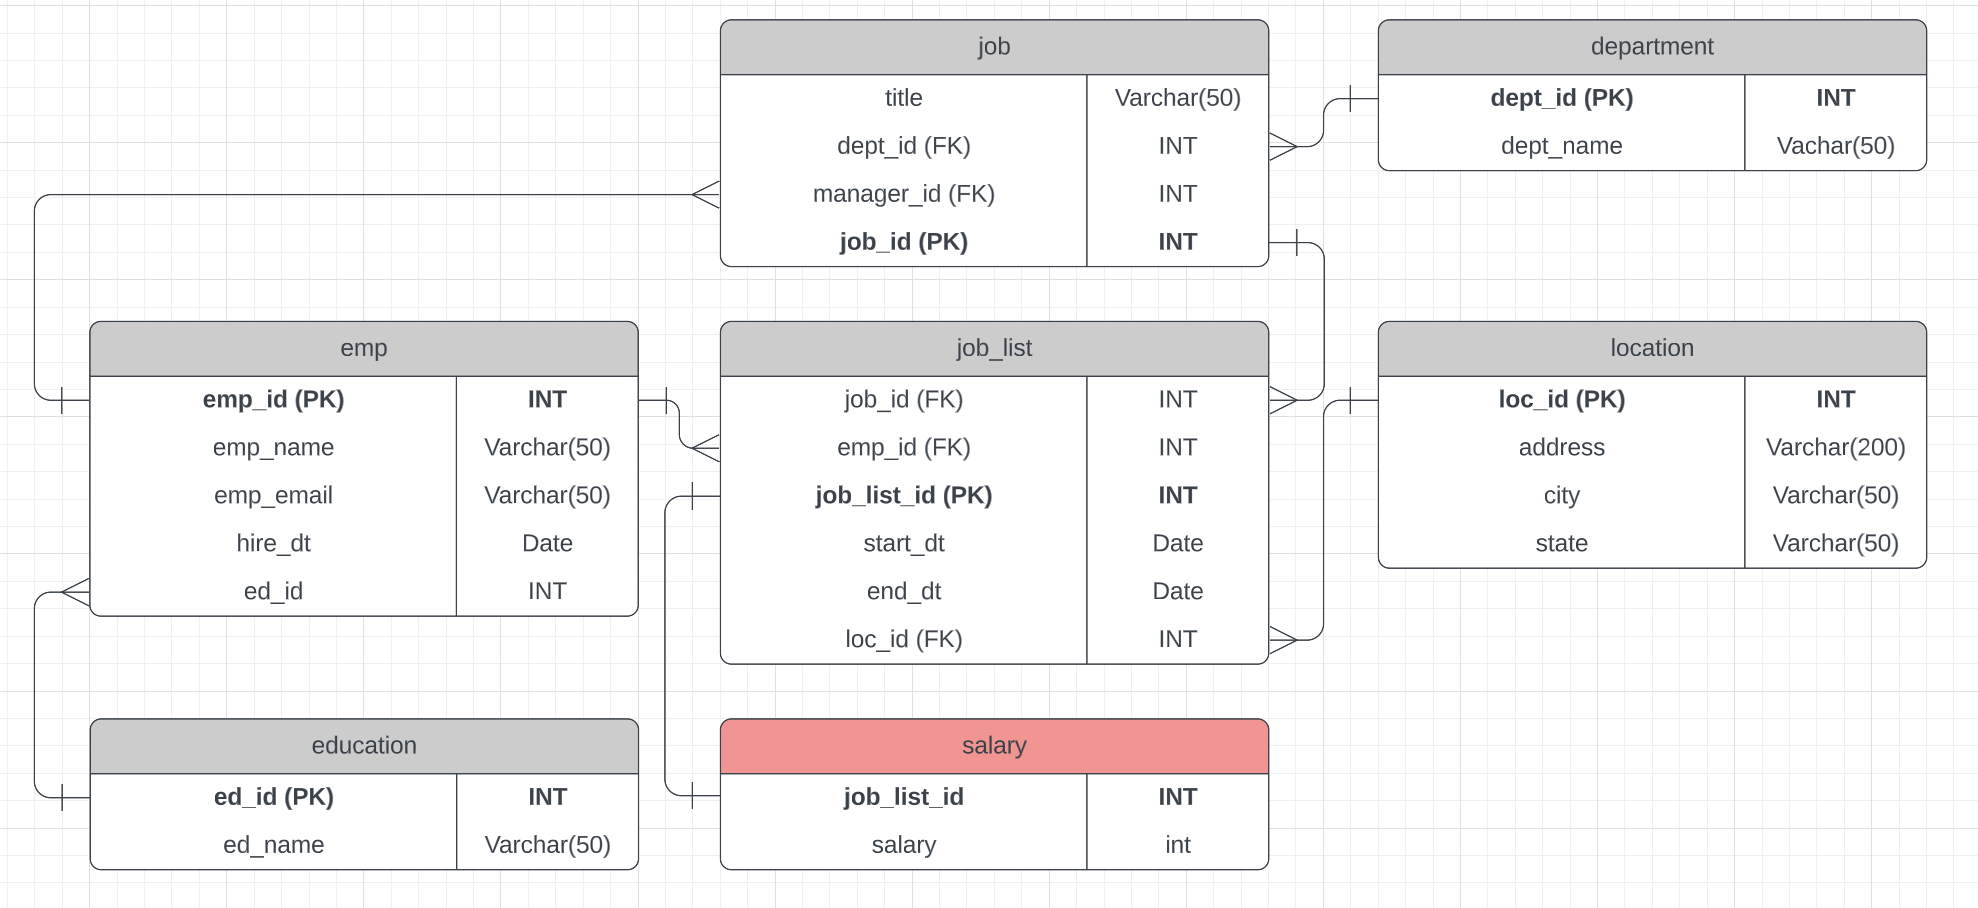 job
title Varchar(50)
dept_id (FK) INT
manager_id (FK) INT
job_id (PK) INT
department
dept_id (PK) INT
dept_name Vachar(50)
emp
emp_id (PK) INT
emp_name Varchar(50)
emp_email Varchar(50)
hire_dt Date
ed_id INT
job_list
job_id (FK) INT
emp_id (FK) INT
job_list_id (PK) INT
start_dt Date
end_dt Date
loc_id (FK) INT
location
loc_id (PK) INT
address Varchar(200)
city Varchar(50)
state Varchar(50)
education
ed_id (PK) INT
ed_name Varchar(50)
salary
job_list_id INT
salary int